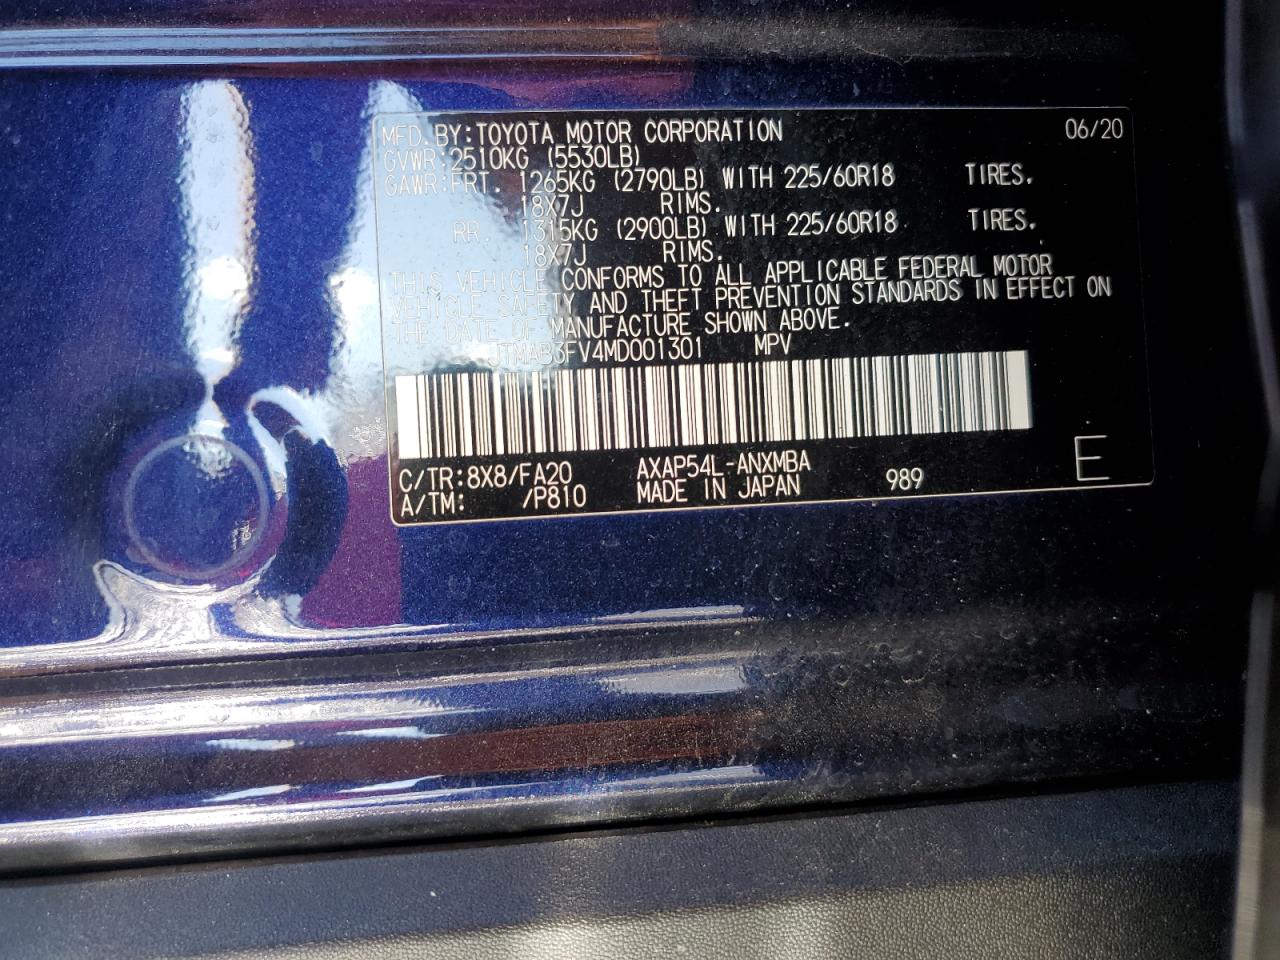 MFD. BY: TOYOTA MOTOR CORPORATION 06/20
GVWR: 2510KG (5530LB)
GAWR: FRT. 1265KG (2790LB) WITH 225/60R18 TIRES.
18X7J RIMS.
RR. 1315KG (2900LB) WITH 225/60R18 TIRES.
18X7J RIMS.
THIS VEHICLE CONFORMS TO ALL APPLICABLE FEDERAL MOTOR
VEHICLE SAFETY AND THEFT PREVENTION STANDARDS IN EFFECT ON
THE DATE OF MANUFACTURE SHOWN ABOVE.
JTMAB3FV4MD001301 MPV
C/TR: 8X8/FA20 AXAP54L-ANXMBA 989 E
A/TM: /P810 MADE IN JAPAN